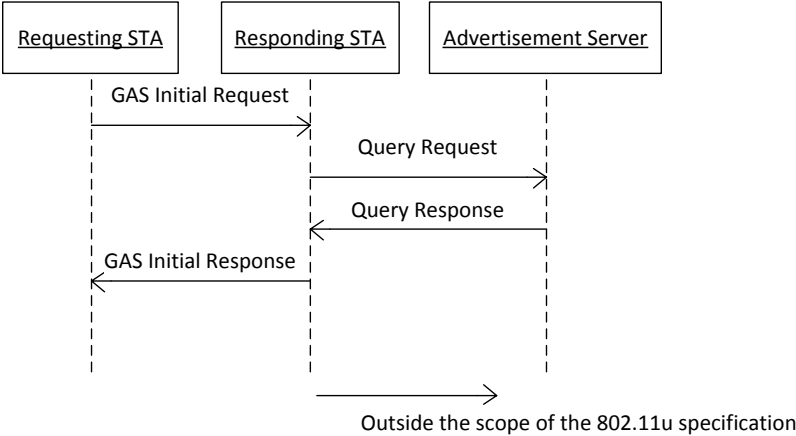 Requesting STA
Responding STA
Advertisement Server
GAS Initial Request
Query Request
Query Response
GAS Initial Response
Outside the scope of the 802.11u specification